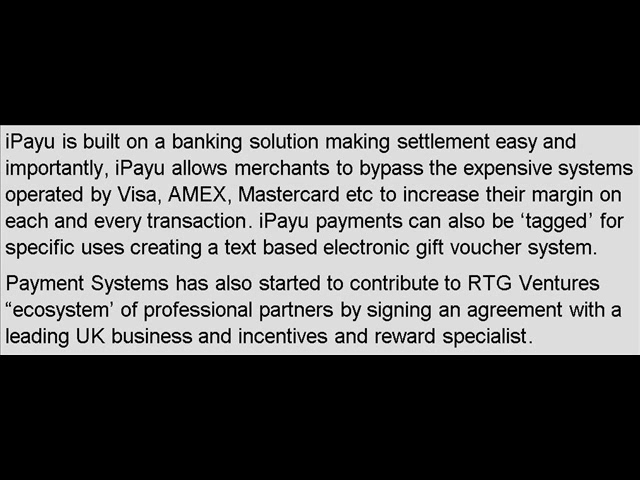 iPayu is built on a banking solution making settlement easy and
importantly, iPayu allows merchants to bypass the expensive systems
operated by Visa, AMEX, Mastercard etc to increase their margin on
each and every transaction. iPayu payments can also be ‘tagged’ for
specific uses creating a text based electronic gift voucher system.
Payment Systems has also started to contribute to RTG Ventures
“ecosystem’ of professional partners by signing an agreement with a
leading UK business and incentives and reward specialist.